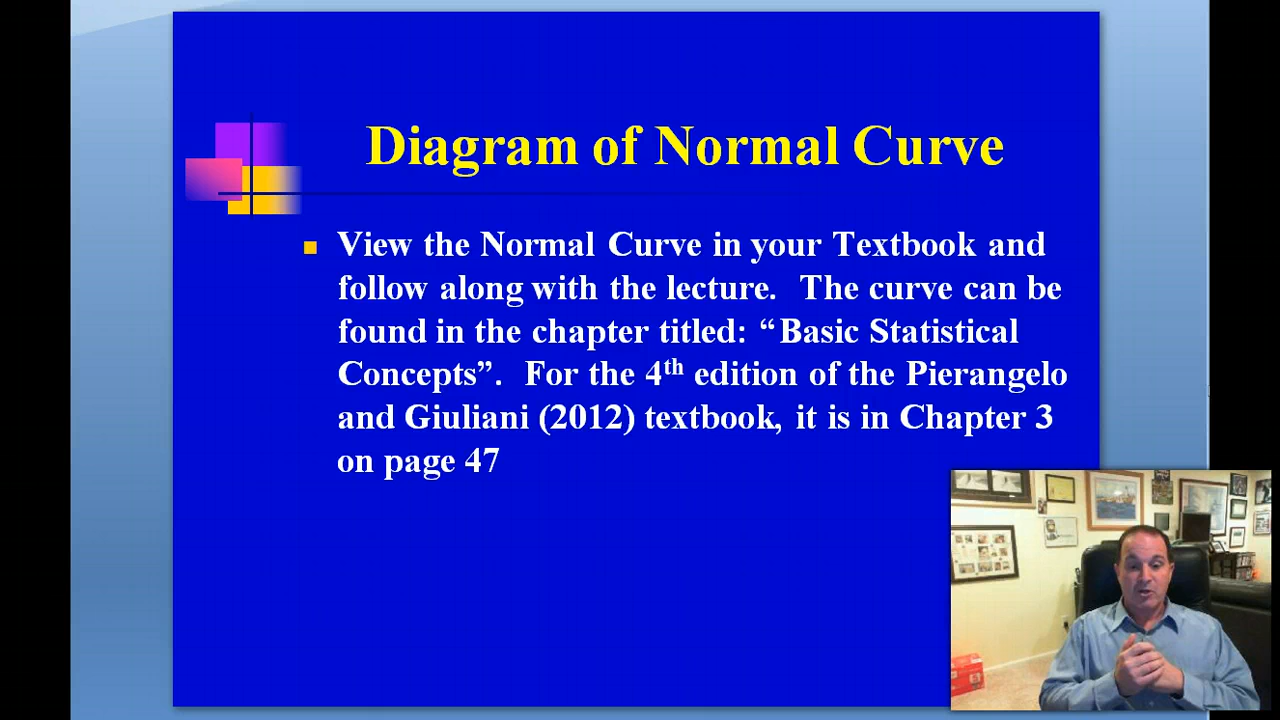 Diagram of Normal Curve
View the Normal Curve in your Textbook and
follow along with the lecture. The curve can be
found in the chapter titled: “Basic Statistical
Concepts”. For the 4th edition of the Pierangelo
and Giuliani (2012) textbook, it is in Chapter 3
on page 47